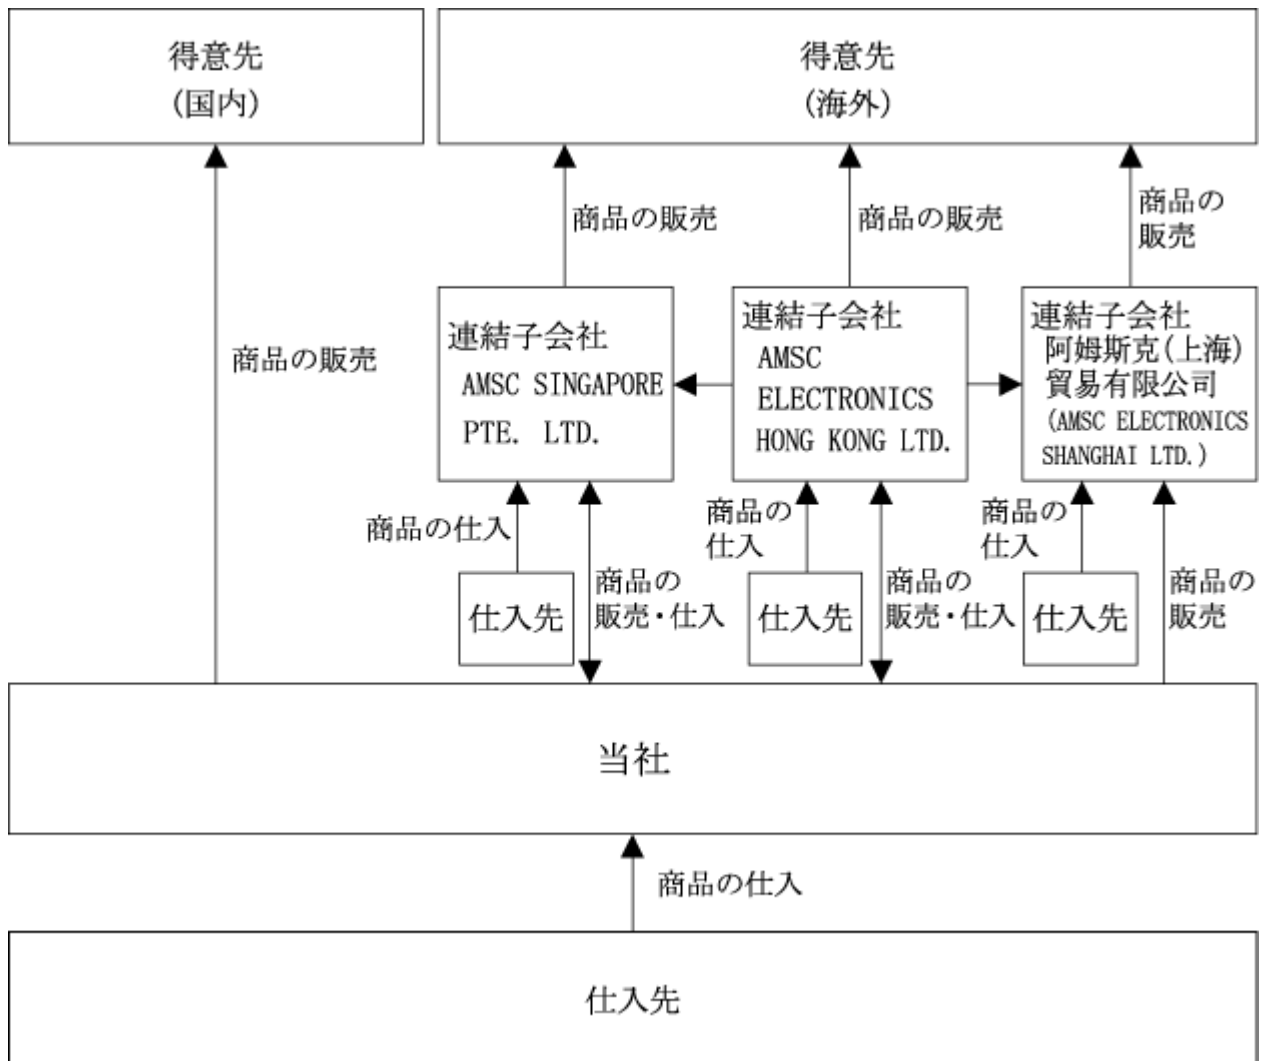 得意先
(国内)
得意先
(海外)
商品の販売
商品の販売
商品の
販売
商品の販売
連結子会社
AMSC SINGAPORE
PTE. LTD.
連結子会社
AMSC
ELECTRONICS
HONG KONG LTD.
連結子会社
阿姆斯克(上海)
貿易有限公司
(AMSC ELECTRONICS
SHANGHAI LTD.)
商品の仕入
仕入先
商品の
販売・仕入
商品の
仕入
仕入先
商品の
販売・仕入
商品の
仕入
仕入先
商品の
販売
当社
商品の仕入
仕入先